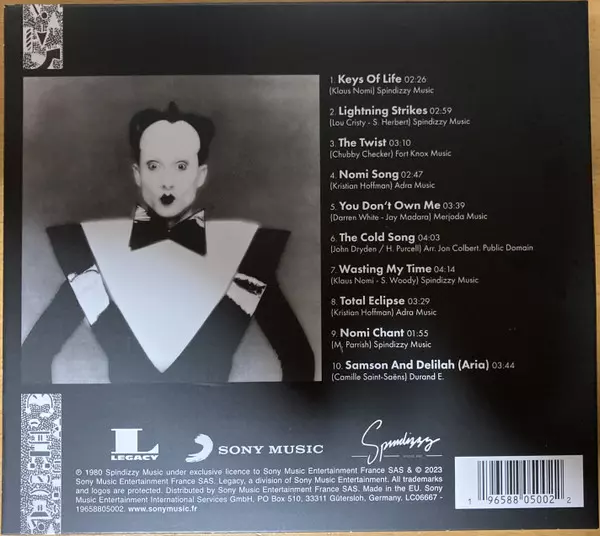 1. Keys Of Life 02:26
(Klaus Nomi) Spindizzy Music
2. Lightning Strikes 02:59
(Lou Cristy - S. Herbert) Spindizzy Music
3. The Twist 03:10
(Chubby Checker) Fort Knox Music
4. Nomi Song 02:47
(Kristian Hoffman) Adra Music
5. You Don't Own Me 03:39
(Darren White - Jay Madara) Merjoda Music
6. The Cold Song 04:03
(John Dryden / H. Purcell) Arr. Jon Colbert. Public Domain
7. Wasting My Time 04:14
(Klaus Nomi - S. Woody) Spindizzy Music
8. Total Eclipse 03:29
(Kristian Hoffman) Adra Music
9. Nomi Chant 01:55
(M. Parrish) Spindizzy Music
10. Samson And Delilah (Aria) 03:44
(Camille Saint-Saëns) Durand E.
L
LEGACY
SONY MUSIC
Spindizzy
℗ 1980 Spindizzy Music under exclusive licence to Sony Music Entertainment France SAS & © 2023
Sony Music Entertainment France SAS. Legacy, a division of Sony Music Entertainment. All trademarks
and logos are protected. Distributed by Sony Music Entertainment France SAS. Made in the EU. Sony
Music Entertainment International Services GmbH, PO Box 510, 33311 Gütersloh, Germany, LC06667 -
19658805002. www.sonymusic.fr
1 96588 05002 2